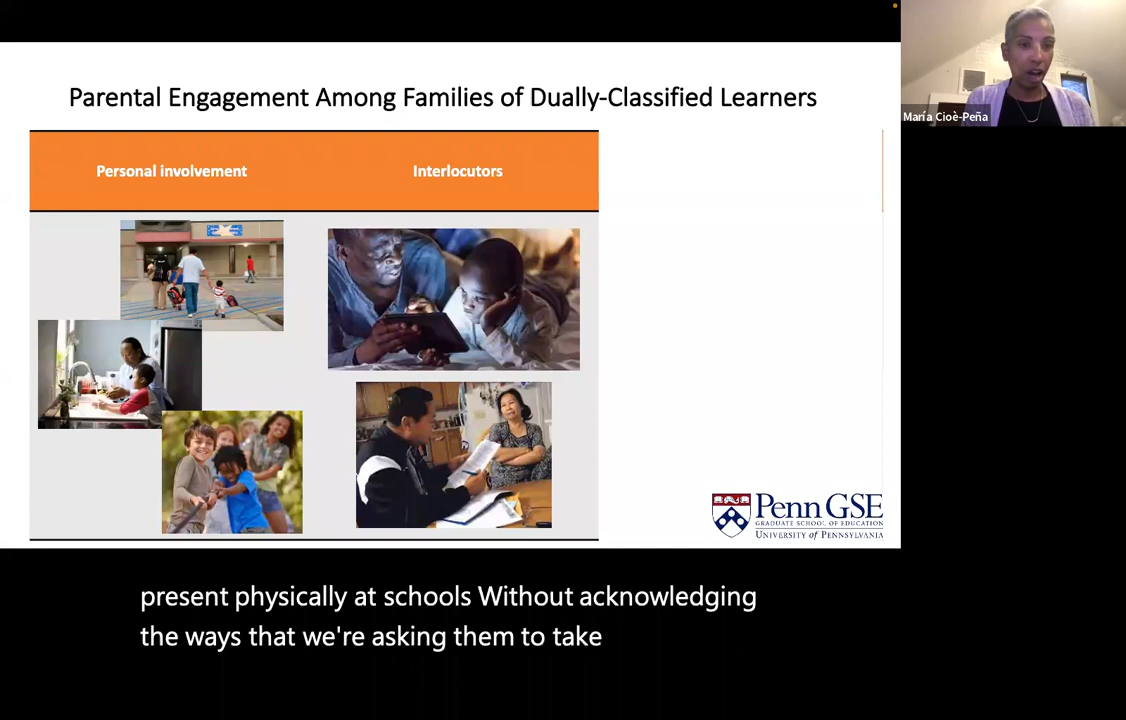 Parental Engagement Among Families of Dually-Classified Learners
María Cioè-Peña
Personal involvement
Interlocutors
Penn GSE
GRADUATE SCHOOL OF EDUCATION
UNIVERSITY of PENNSYLVANIA
present physically at schools Without acknowledging
the ways that we're asking them to take